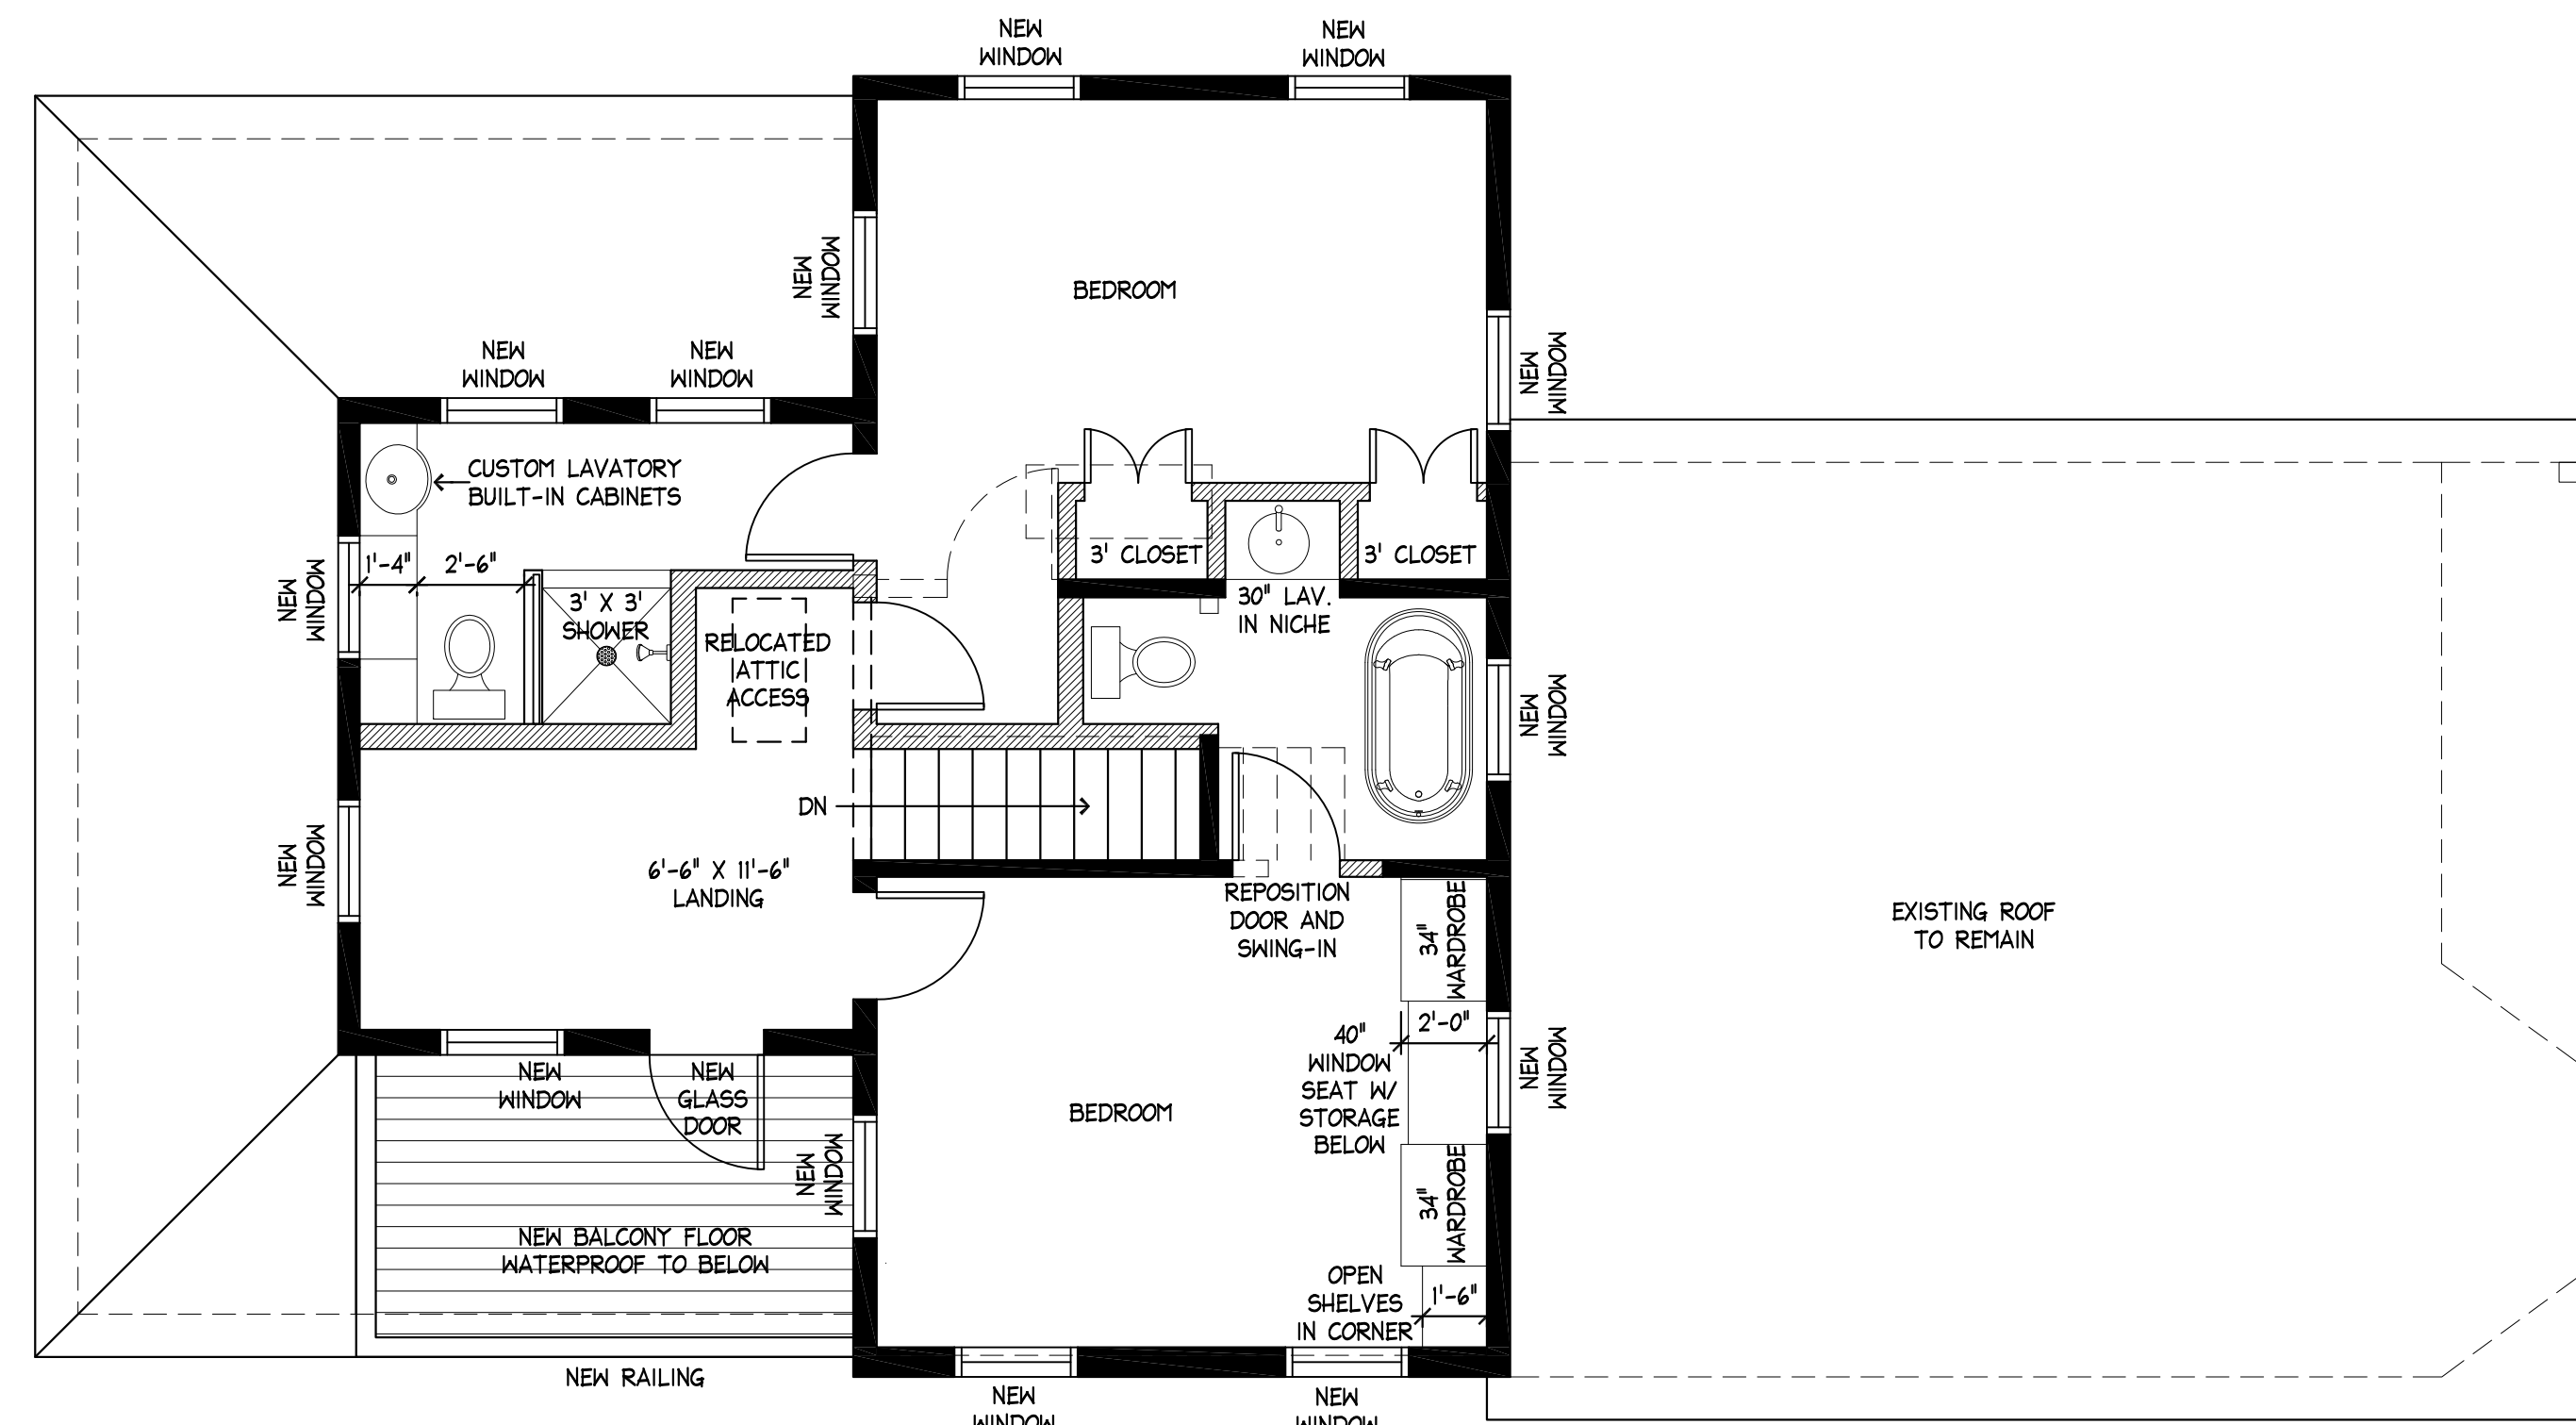 NEW
WINDOW
NEW
WINDOW
NEW
WINDOW
BEDROOM
NEW
WINDOW
NEW
WINDOW
NEW
WINDOW
CUSTOM LAVATORY
BUILT-IN CABINETS
1'-4"
2'-6"
3' X 3'
SHOWER
NEW
WINDOW
RELOCATED
ATTIC
ACCESS
3' CLOSET
3' CLOSET
30" LAV.
IN NICHE
NEW
WINDOW
DN
NEW
WINDOW
6'-6" X 11'-6"
LANDING
REPOSITION
DOOR AND
SWING-IN
34"
WARDROBE
EXISTING ROOF
TO REMAIN
2'-0"
40"
WINDOW
SEAT W/
STORAGE
BELOW
NEW
WINDOW
NEW
WINDOW
NEW
GLASS
DOOR
BEDROOM
NEW
WINDOW
34"
WARDROBE
NEW BALCONY FLOOR
WATERPROOF TO BELOW
OPEN
SHELVES
IN CORNER
1'-6"
NEW RAILING
NEW
WINDOW
NEW
WINDOW